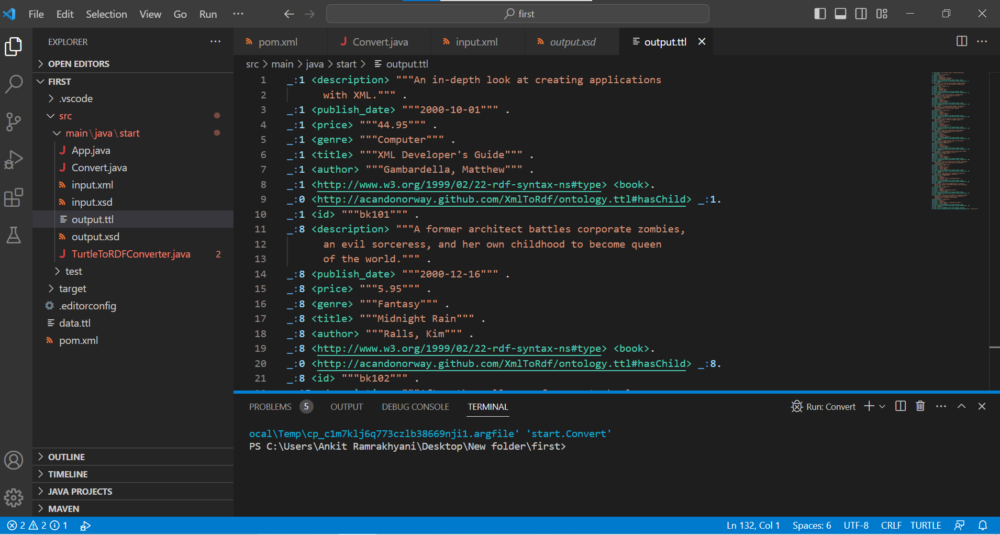 File Edit Selection View Go Run ···
first
EXPLORER ···
OPEN EDITORS
FIRST
.vscode
src
main\java\start
App.java
Convert.java
input.xml
input.xsd
output.ttl
output.xsd
TurtleToRDFConverter.java 2
test
target
.editorconfig
data.ttl
pom.xml
OUTLINE
TIMELINE
JAVA PROJECTS
MAVEN
pom.xml Convert.java input.xml output.xsd output.ttl
src > main > java > start > output.ttl
1 _:1 <description> """An in-depth look at creating applications
2 with XML.""" .
3 _:1 <publish_date> """2000-10-01""" .
4 _:1 <price> """44.95""" .
5 _:1 <genre> """Computer""" .
6 _:1 <title> """XML Developer's Guide""" .
7 _:1 <author> """Gambardella, Matthew""" .
8 _:1 <http://www.w3.org/1999/02/22-rdf-syntax-ns#type> <book>.
9 _:0 <http://acandonorway.github.com/XmlToRdf/ontology.ttl#hasChild> _:1.
10 _:1 <id> """bk101""" .
11 _:8 <description> """A former architect battles corporate zombies,
12 an evil sorceress, and her own childhood to become queen
13 of the world.""" .
14 _:8 <publish_date> """2000-12-16""" .
15 _:8 <price> """5.95""" .
16 _:8 <genre> """Fantasy""" .
17 _:8 <title> """Midnight Rain""" .
18 _:8 <author> """Ralls, Kim""" .
19 _:8 <http://www.w3.org/1999/02/22-rdf-syntax-ns#type> <book>.
20 _:0 <http://acandonorway.github.com/XmlToRdf/ontology.ttl#hasChild> _:8.
21 _:8 <id> """bk102""" .
PROBLEMS 5 OUTPUT DEBUG CONSOLE TERMINAL Run: Convert
ocal\Temp\cp_c1m7klj6q773czlb38669nji1.argfile' 'start.Convert'
PS C:\Users\Ankit Ramrakhyani\Desktop\New folder\first>
2 2 1 Ln 132, Col 1 Spaces: 6 UTF-8 CRLF TURTLE